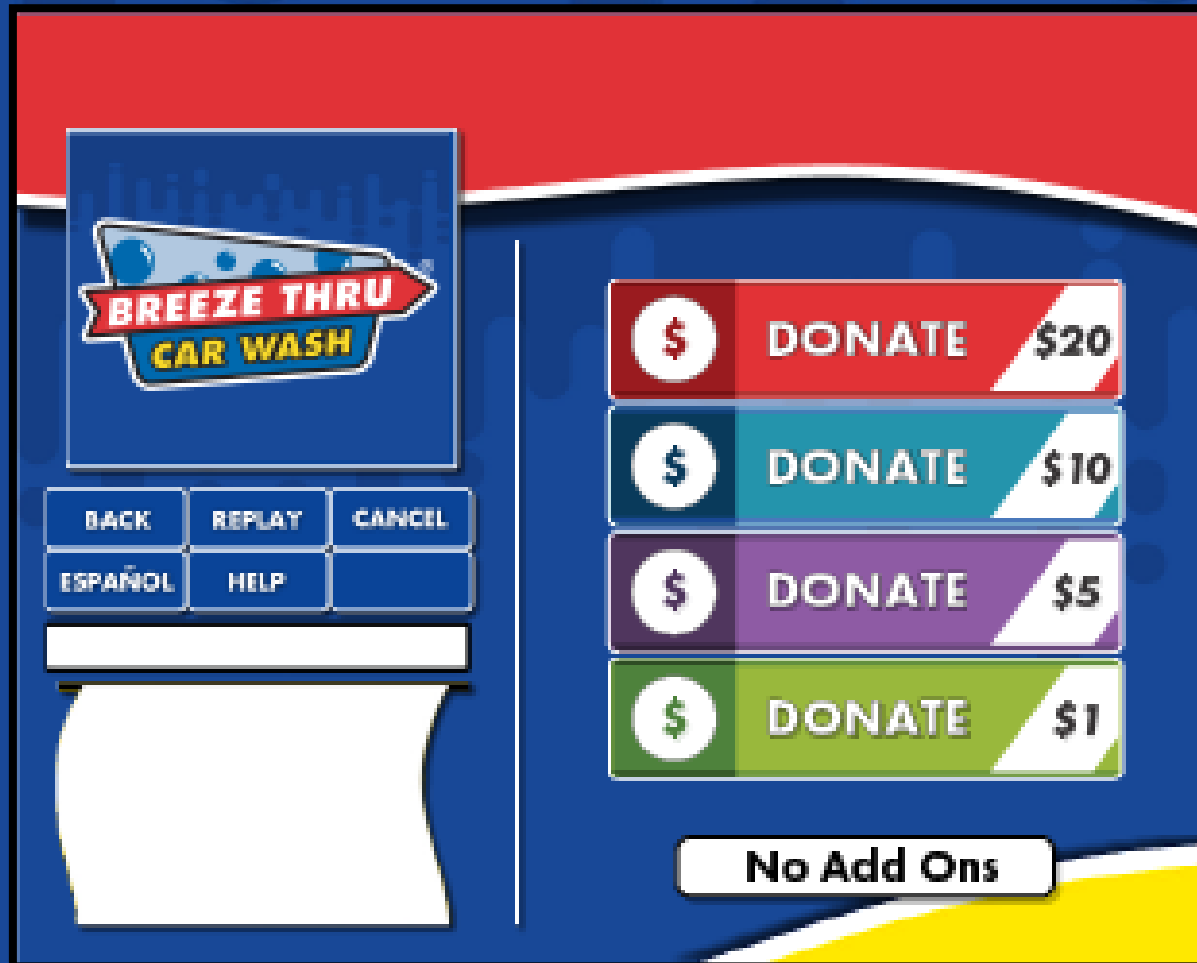 BREEZE THRU®
CAR WASH
BACK REPLAY CANCEL
ESPAÑOL HELP
$ DONATE $20
$ DONATE $10
$ DONATE $5
$ DONATE $1
No Add Ons